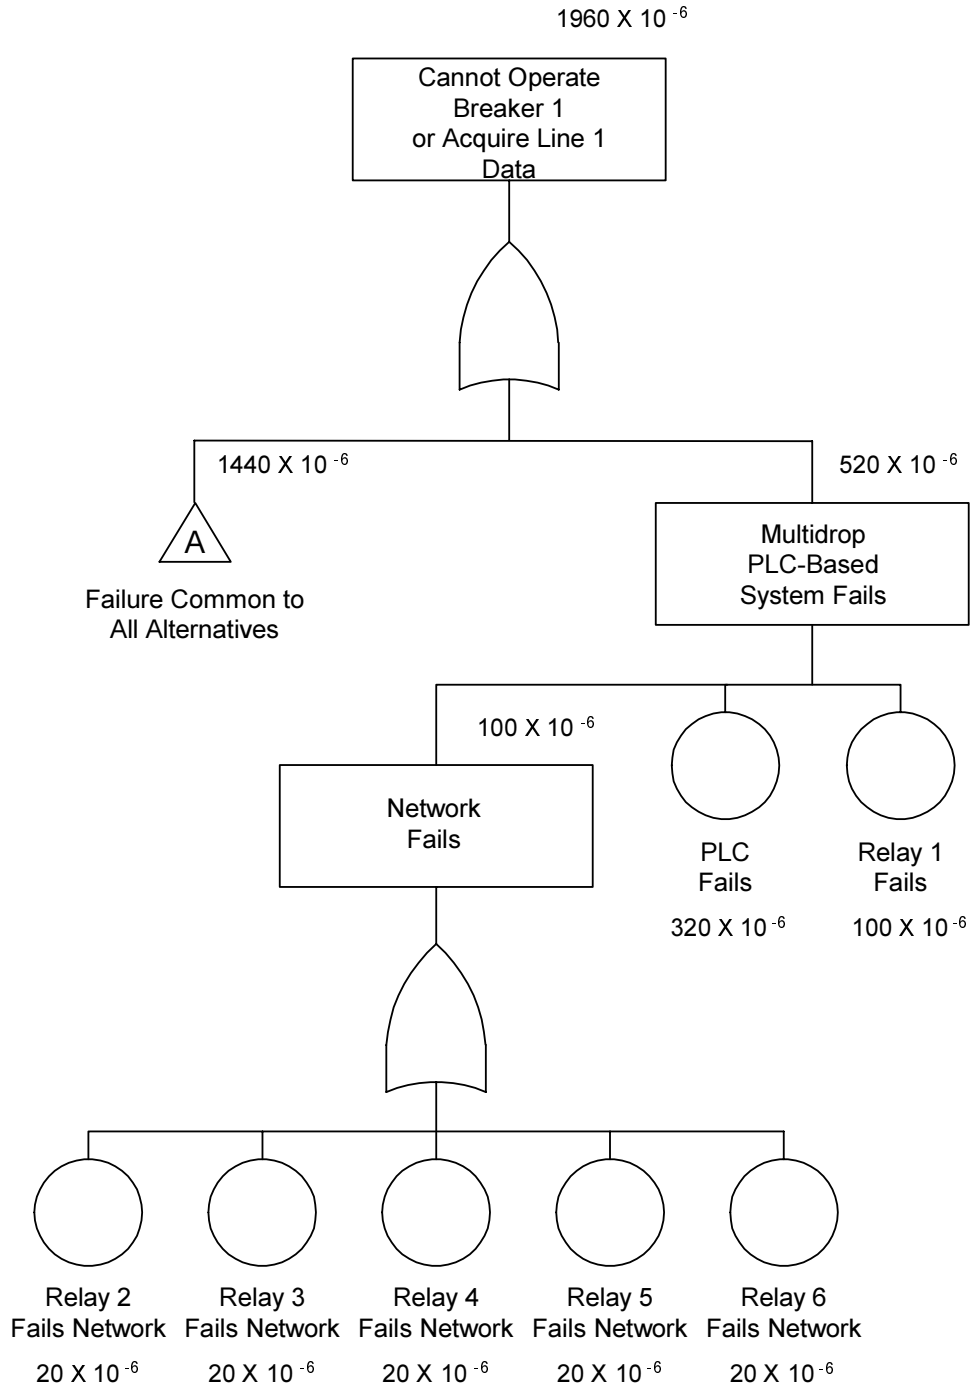 1960 X 10 -6
Cannot Operate
Breaker 1
or Acquire Line 1
Data
1440 X 10 -6
520 X 10 -6
A
Failure Common to
All Alternatives
Multidrop
PLC-Based
System Fails
100 X 10 -6
Network
Fails
PLC
Fails
320 X 10 -6
Relay 1
Fails
100 X 10 -6
Relay 2
Fails Network
20 X 10 -6
Relay 3
Fails Network
20 X 10 -6
Relay 4
Fails Network
20 X 10 -6
Relay 5
Fails Network
20 X 10 -6
Relay 6
Fails Network
20 X 10 -6